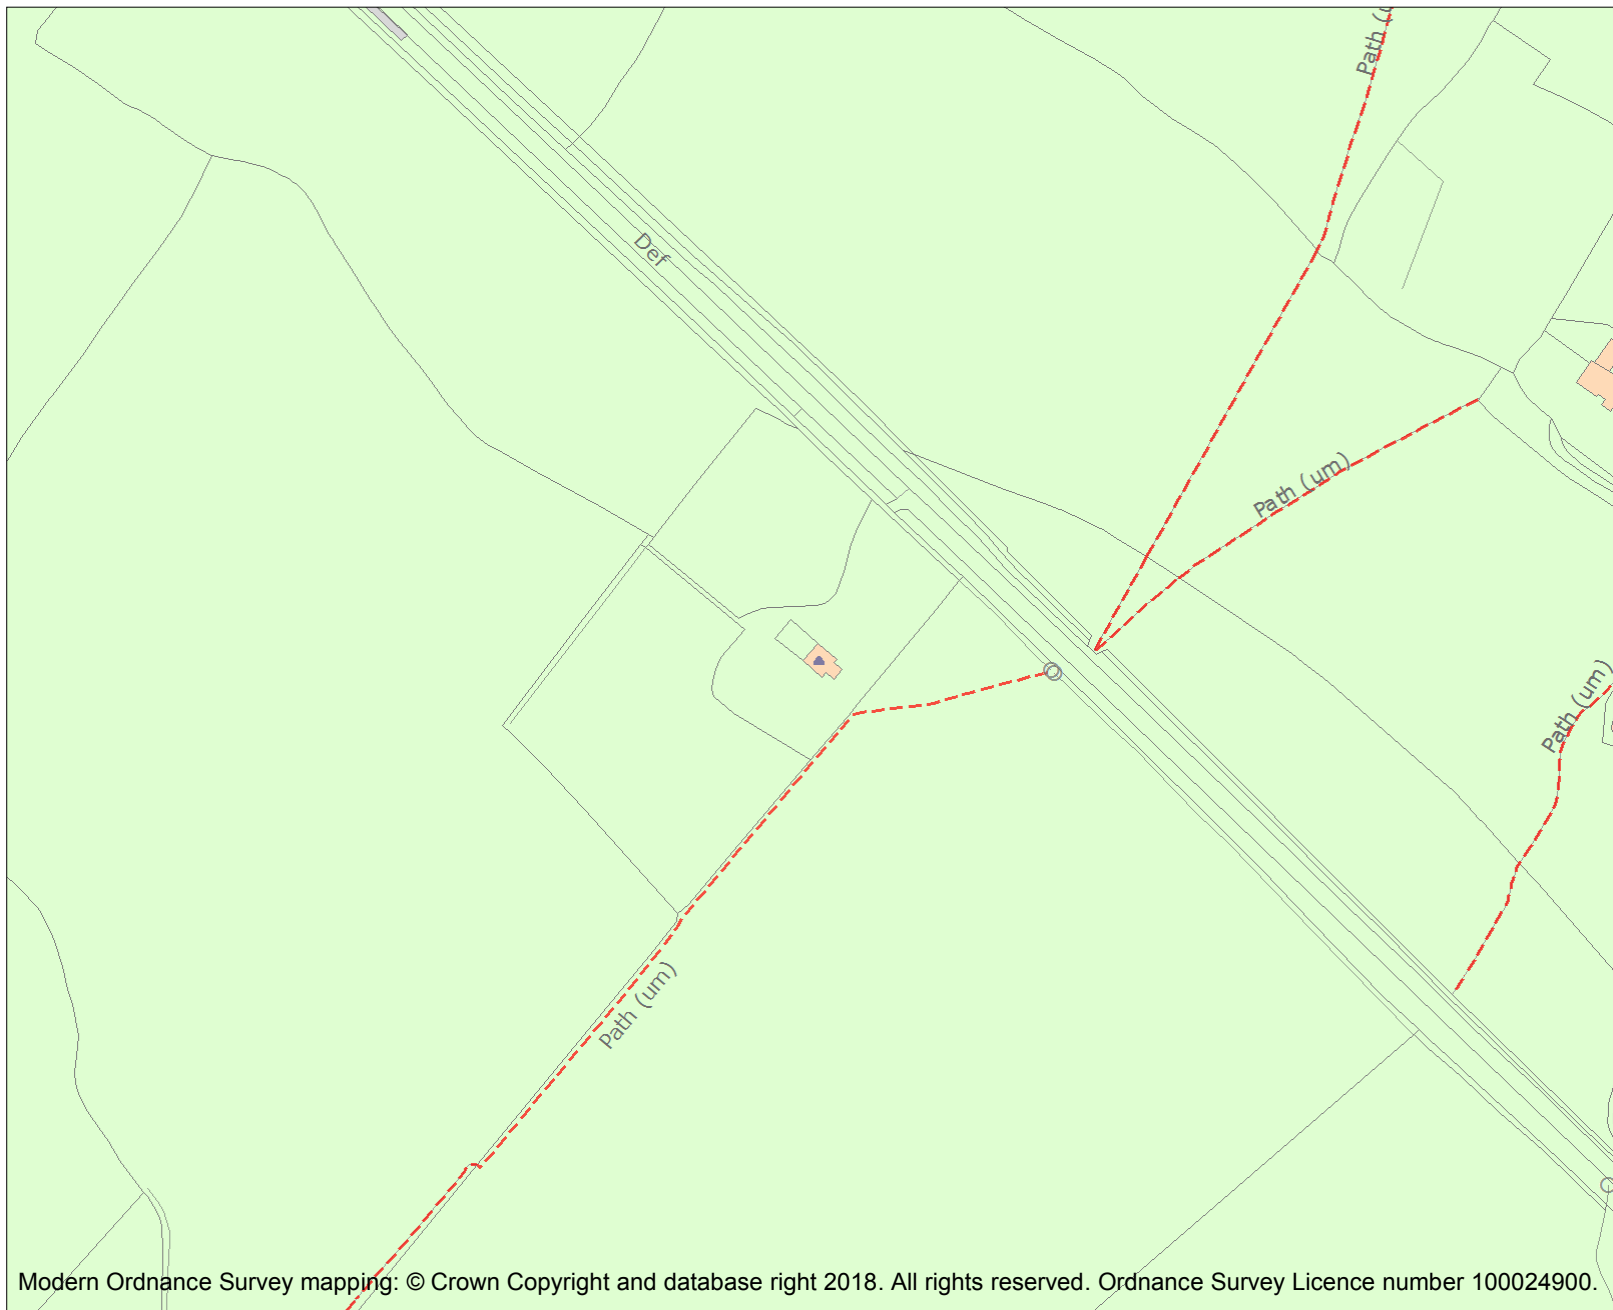 Path (u
Def
Path (um)
Path (um)
Path (um)
Modern Ordnance Survey mapping: © Crown Copyright and database right 2018. All rights reserved. Ordnance Survey Licence number 100024900.